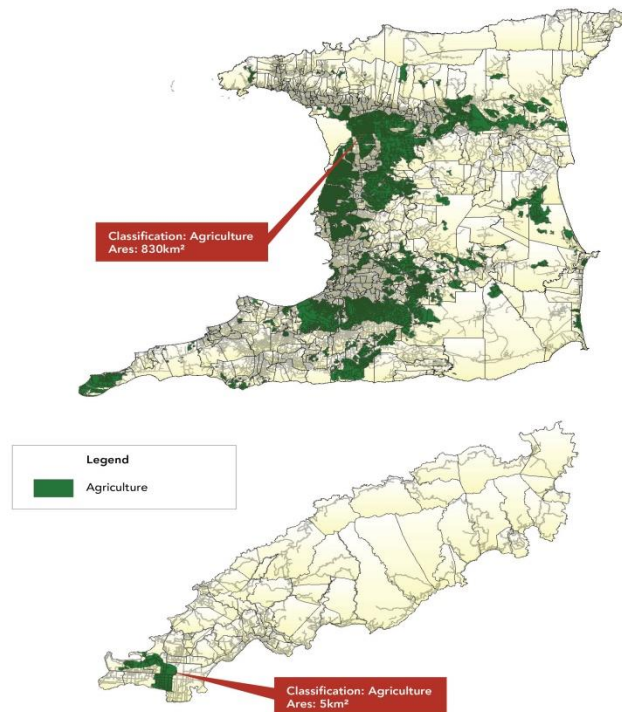 Classification: Agriculture
Ares: 830km²
Legend
Agriculture
Classification: Agriculture
Ares: 5km²